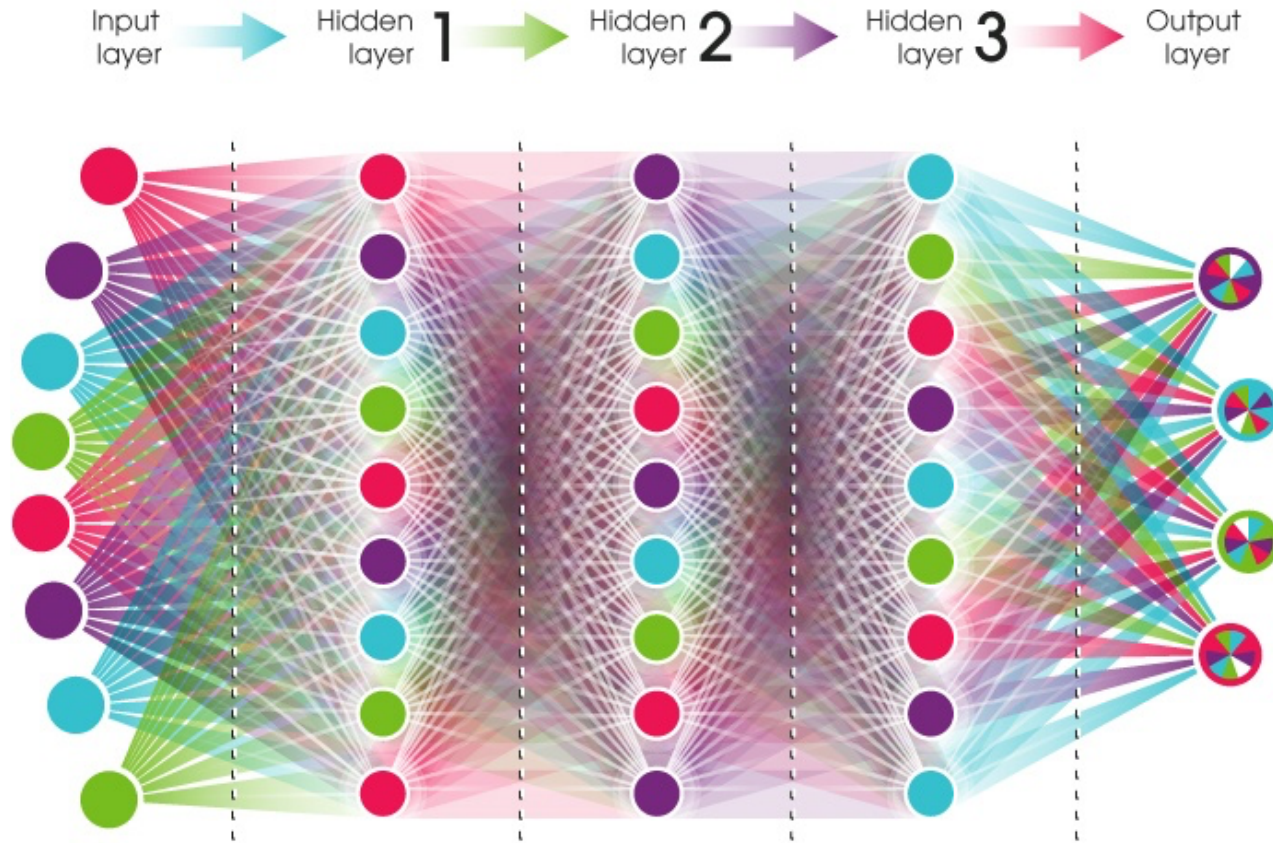 Input
layer
Hidden
layer 1
Hidden
layer 2
Hidden
layer 3
Output
layer